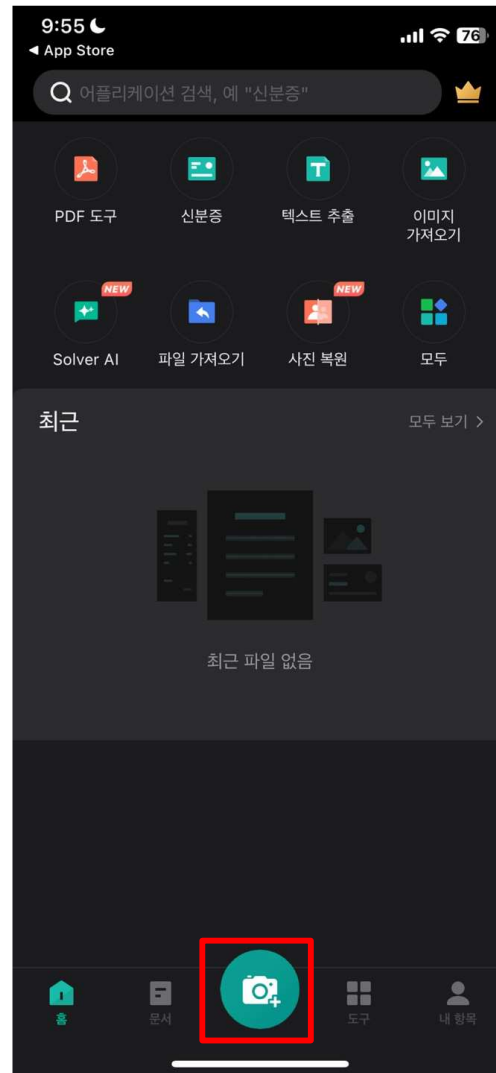 9:55
76
◀ App Store
어플리케이션 검색, 예 "신분증"
PDF 도구
신분증
텍스트 추출
이미지
가져오기
NEW
NEW
Solver AI
파일 가져오기
사진 복원
모두
최근
모두 보기 >
최근 파일 없음
홈
문서
도구
내 항목